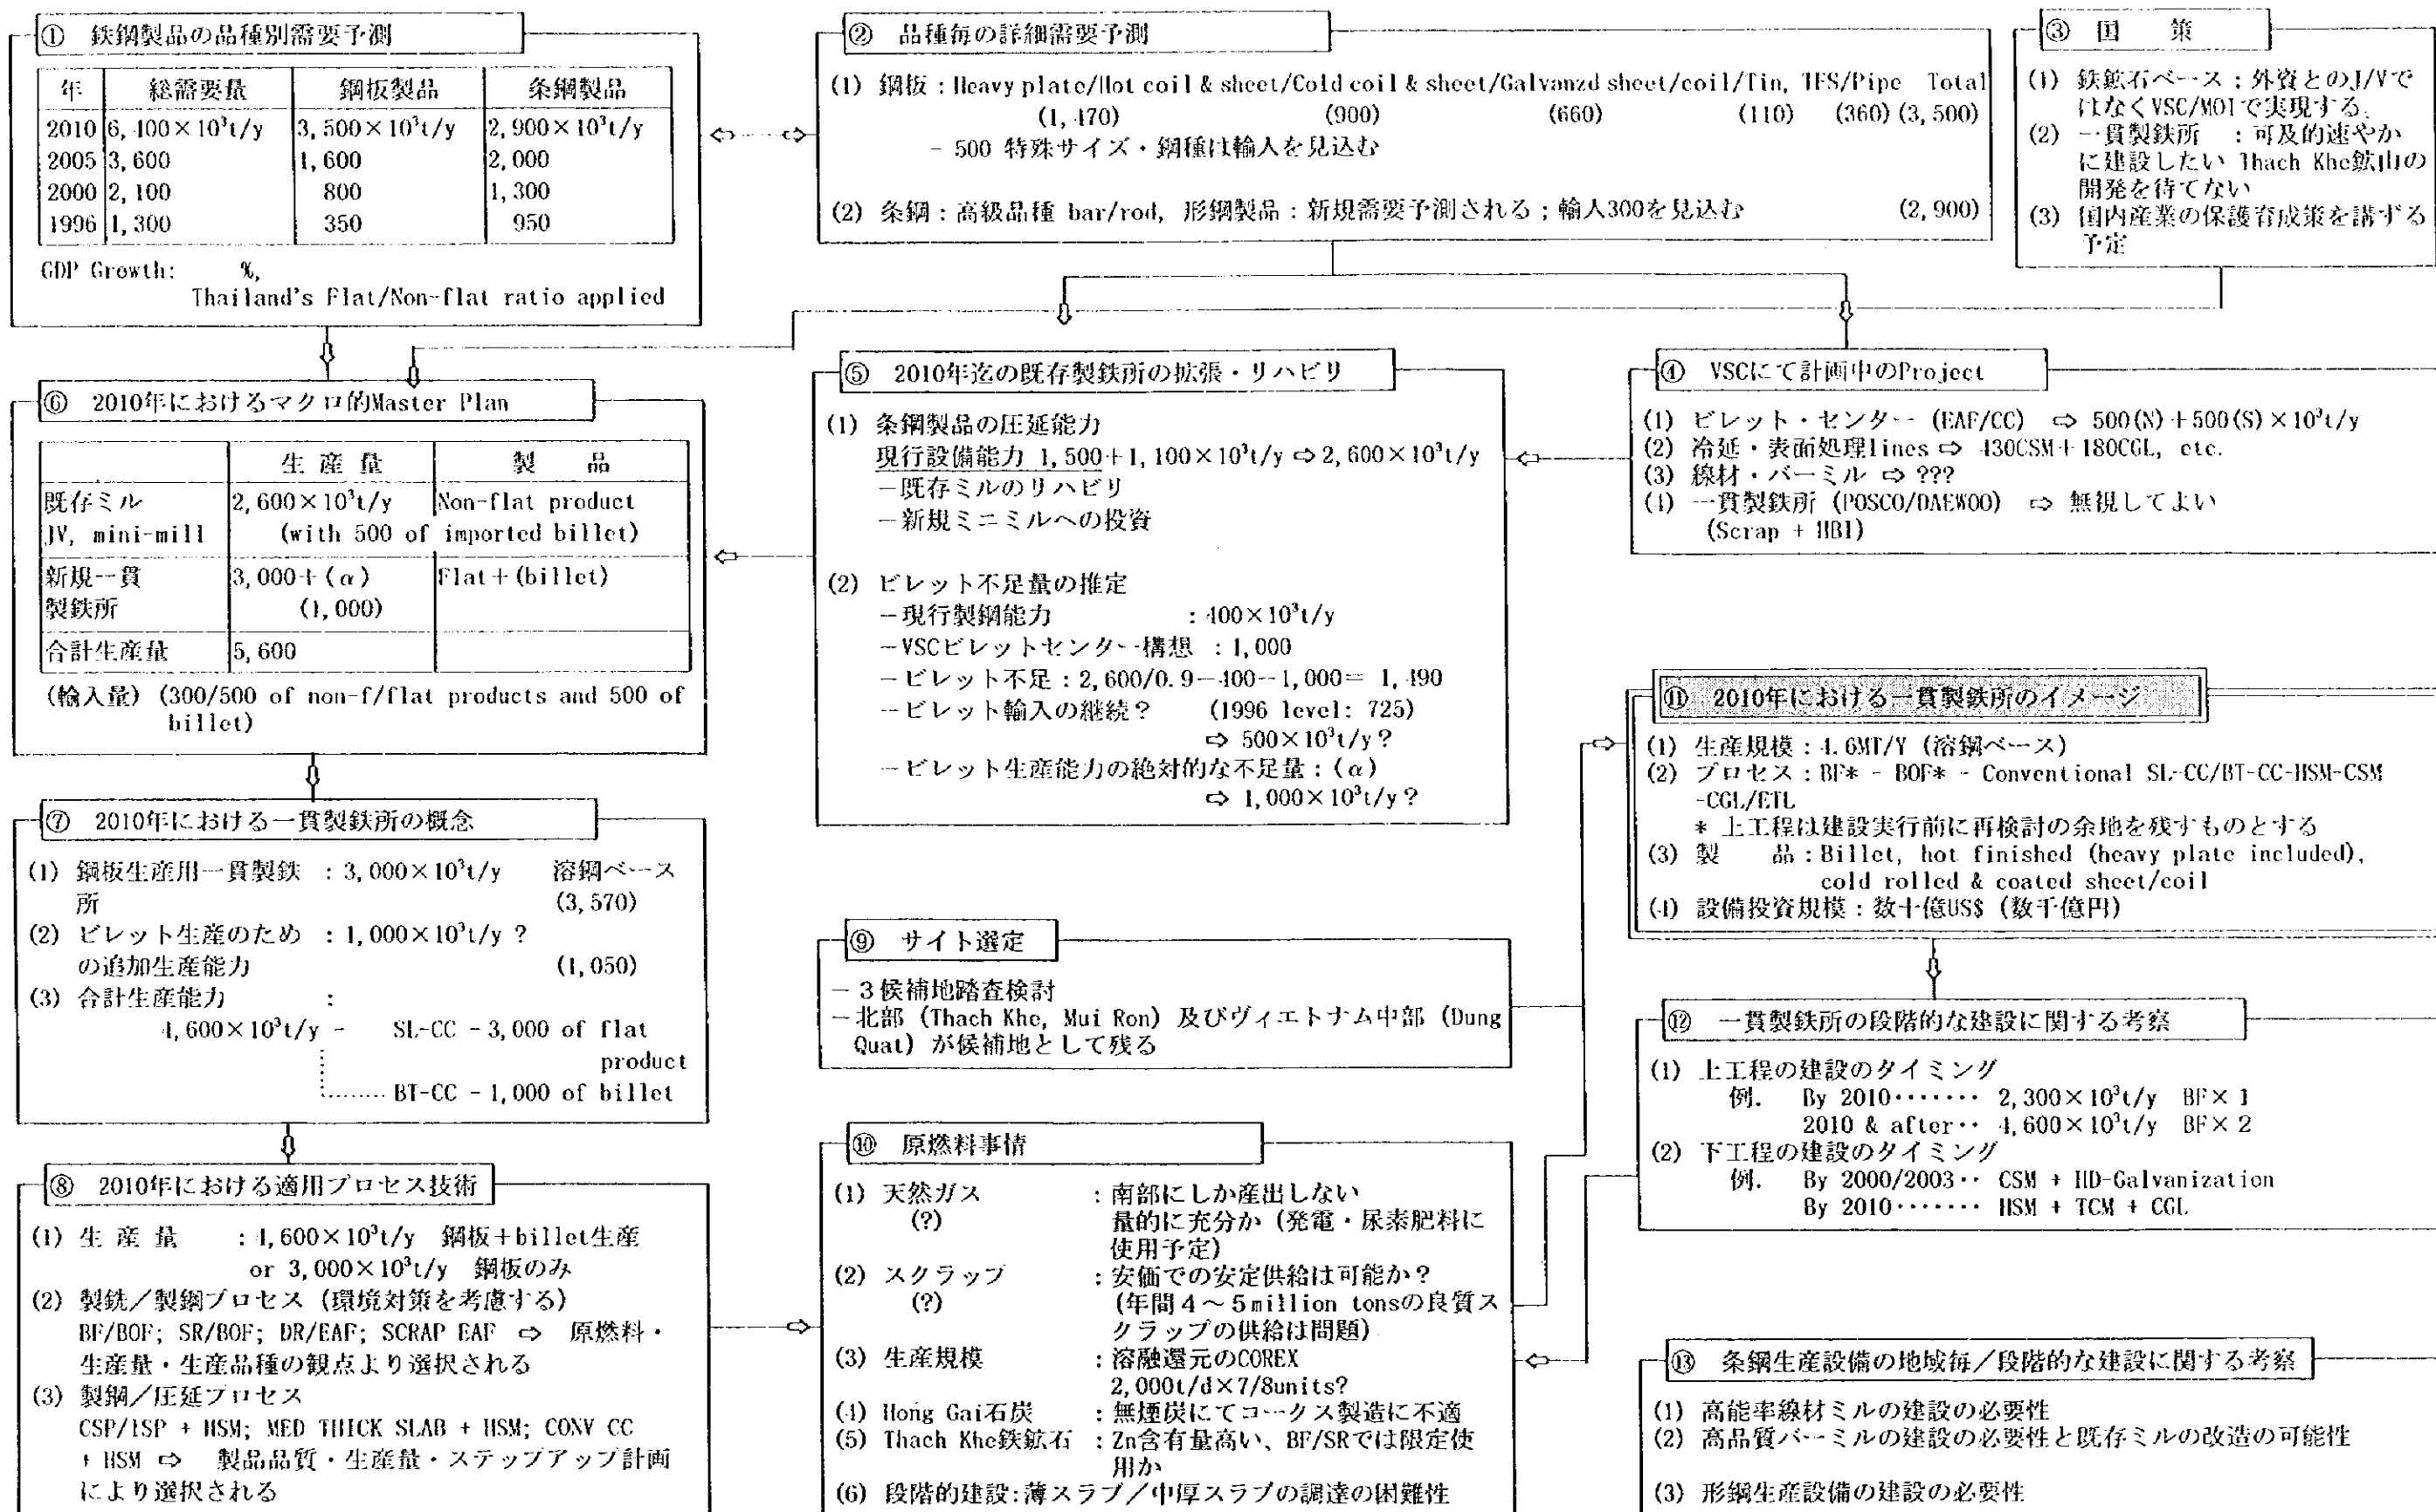 ① 鉄鋼製品の品種別需要予測
年 総需要量 鋼板製品 条鋼製品
2010 6,400×10³t/y 3,500×10³t/y 2,900×10³t/y
2005 3,600 1,600 2,000
2000 2,100 800 1,300
1996 1,300 350 950
GDP Growth: %,
Thailand's Flat/Non-flat ratio applied
② 品種毎の詳細需要予測
(1) 鋼板：Heavy plate/Hot coil & sheet/Cold coil & sheet/Galvanzd sheet/coil/Tin, TFS/Pipe Total
(1,470) (900) (660) (110) (360) (3,500)
- 500 特殊サイズ・鋼種は輸入を見込む
(2) 条鋼：高級品種 bar/rod, 形鋼製品：新規需要予測される；輸入300を見込む (2,900)
③ 国 策
(1) 鉄鉱石ベース：外資とのJ/Vで
はなくVSC/MOIで実現する.
(2) 一貫製鉄所 ：可及的速やか
に建設したい Thach Khe鉱山の
開発を待てない
(3) 国内産業の保護育成策を講ずる
予定
④ VSCにて計画中のProject
(1) ビレット・センター (EAF/CC) ⇨ 500(N)+500(S)×10³t/y
(2) 冷延・表面処理lines ⇨ 430CSM+180CGL, etc.
(3) 線材・バーミル ⇨ ???
(4) 一貫製鉄所 (POSCO/DAEWOO) ⇨ 無視してよい
(Scrap + HBI)
⑤ 2010年迄の既存製鉄所の拡張・リハビリ
(1) 条鋼製品の圧延能力
現行設備能力 1,500+1,100×10³t/y ⇨ 2,600×10³t/y
－既存ミルのリハビリ
－新規ミニミルへの投資
(2) ビレット不足量の推定
－現行製鋼能力 ：400×10³t/y
－VSCビレットセンター構想 ：1,000
－ビレット不足：2,600/0.9－400－1,000＝ 1,490
－ビレット輸入の継続？ (1996 level: 725)
⇨ 500×10³t/y？
－ビレット生産能力の絶対的な不足量：(α)
⇨ 1,000×10³t/y？
⑥ 2010年におけるマクロ的Master Plan
生 産 量 製 品
既存ミル 2,600×10³t/y Non-flat product
JV, mini-mill (with 500 of imported billet)
新規一貫 3,000＋(α) Flat＋(billet)
製鉄所 (1,000)
合計生産量 5,600
(輸入量) (300/500 of non-f/flat products and 500 of
billet)
⑦ 2010年における一貫製鉄所の概念
(1) 鋼板生産用一貫製鉄 ：3,000×10³t/y 溶鋼ベース
所 (3,570)
(2) ビレット生産のため ：1,000×10³t/y ？
の追加生産能力 (1,050)
(3) 合計生産能力 ：
4,600×10³t/y - SL-CC - 3,000 of flat
product
BT-CC - 1,000 of billet
⑧ 2010年における適用プロセス技術
(1) 生 産 量 ：4,600×10³t/y 鋼板＋billet生産
or 3,000×10³t/y 鋼板のみ
(2) 製銑／製鋼プロセス (環境対策を考慮する)
BF/BOF; SR/BOF; DR/EAF; SCRAP EAF ⇨ 原燃料・
生産量・生産品種の観点より選択される
(3) 製鋼／圧延プロセス
CSP/ISP + HSM; MED THICK SLAB + HSM; CONV CC
+ HSM ⇨ 製品品質・生産量・ステップアップ計画
により選択される
⑨ サイト選定
－３候補地踏査検討
－北部 (Thach Khe, Mui Ron) 及びヴィエトナム中部 (Dung
Quat) が候補地として残る
⑩ 原燃料事情
(1) 天然ガス ：南部にしか産出しない
(?) 量的に充分か (発電・尿素肥料に
使用予定)
(2) スクラップ ：安価での安定供給は可能か？
(?) (年間４～５million tonsの良質ス
クラップの供給は問題)
(3) 生産規模 ：溶融還元のCOREX
2,000t/d×7/8units?
(4) Hong Gai石炭 ：無煙炭にてコークス製造に不適
(5) Thach Khe鉄鉱石 ：Zn含有量高い、BF/SRでは限定使
用か
(6) 段階的建設：薄スラブ／中厚スラブの調達の困難性
⑪ 2010年における一貫製鉄所のイメージ
(1) 生産規模：4.6MT/Y (溶鋼ベース)
(2) プロセス：BF* - BOF* - Conventional SL-CC/BT-CC-HSM-CSM
-CGL/ETL
* 上工程は建設実行前に再検討の余地を残すものとする
(3) 製 品：Billet, hot finished (heavy plate included),
cold rolled & coated sheet/coil
(4) 設備投資規模：数十億US$ (数千億円)
⑫ 一貫製鉄所の段階的な建設に関する考察
(1) 上工程の建設のタイミング
例. By 2010‥‥‥‥ 2,300×10³t/y BF×1
2010 & after‥ 4,600×10³t/y BF×2
(2) 下工程の建設のタイミング
例. By 2000/2003‥ CSM + HD-Galvanization
By 2010‥‥‥‥ HSM + TCM + CGL
⑬ 条鋼生産設備の地域毎／段階的な建設に関する考察
(1) 高能率線材ミルの建設の必要性
(2) 高品質バーミルの建設の必要性と既存ミルの改造の可能性
(3) 形鋼生産設備の建設の必要性